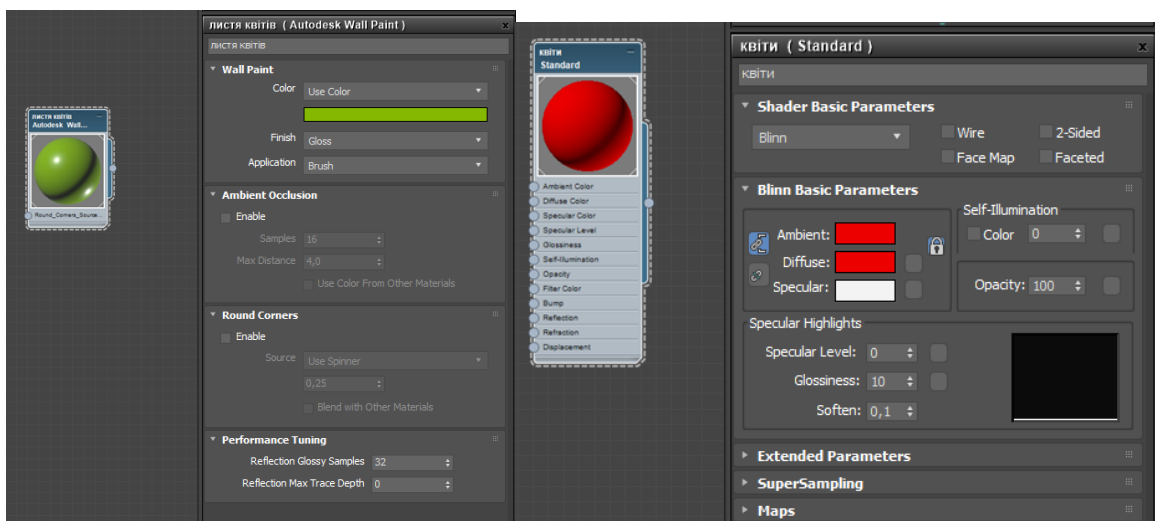 листя квітів
Autodesk Wall...
Round_Corners_Source...
листя квітів ( Autodesk Wall Paint )
x
листя квітів
Wall Paint
Color Use Color
Finish Gloss
Application Brush
Ambient Occlusion
Enable
Samples 16
Max Distance 4,0
Use Color From Other Materials
Round Corners
Enable
Source Use Spinner
0,25
Blend with Other Materials
Performance Tuning
Reflection Glossy Samples 32
Reflection Max Trace Depth 0
квіти
Standard
Ambient Color
Diffuse Color
Specular Color
Specular Level
Glossiness
Self-Illumination
Opacity
Filter Color
Bump
Reflection
Refraction
Displacement
квіти ( Standard )
x
квіти
Shader Basic Parameters
Blinn Wire 2-Sided
Face Map Faceted
Blinn Basic Parameters
Self-Illumination
Ambient: Color 0
Diffuse:
Specular: Opacity: 100
Specular Highlights
Specular Level: 0
Glossiness: 10
Soften: 0,1
Extended Parameters
SuperSampling
Maps